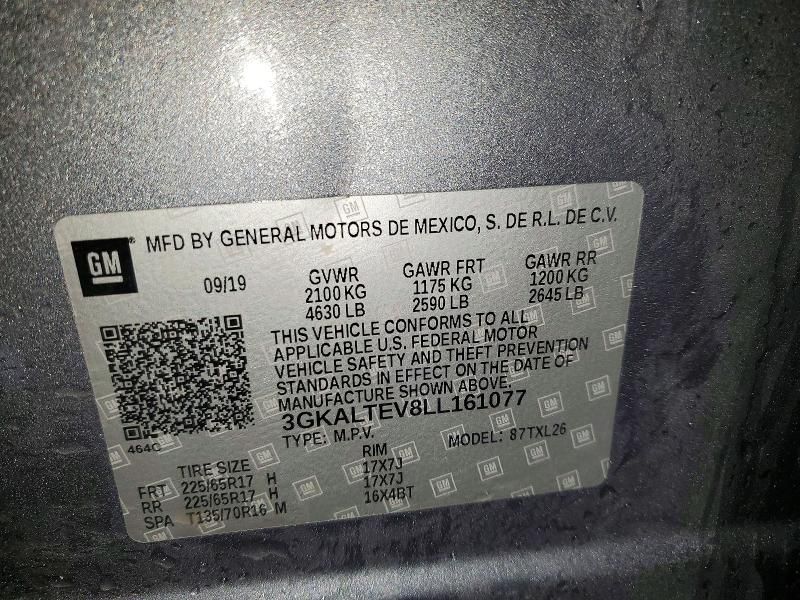 GM
MFD BY GENERAL MOTORS DE MEXICO, S. DE R.L. DE C.V.
09/19 GVWR GAWR FRT GAWR RR
2100 KG 1175 KG 1200 KG
4630 LB 2590 LB 2645 LB
THIS VEHICLE CONFORMS TO ALL
APPLICABLE U.S. FEDERAL MOTOR
VEHICLE SAFETY AND THEFT PREVENTION
STANDARDS IN EFFECT ON THE DATE OF
MANUFACTURE SHOWN ABOVE.
3GKALTEV8LL161077
464C TYPE: M.P.V. MODEL: 87TXL26
TIRE SIZE RIM
FRT 225/65R17 H 17X7J
RR 225/65R17 H 17X7J
SPA T135/70R16 M 16X4BT